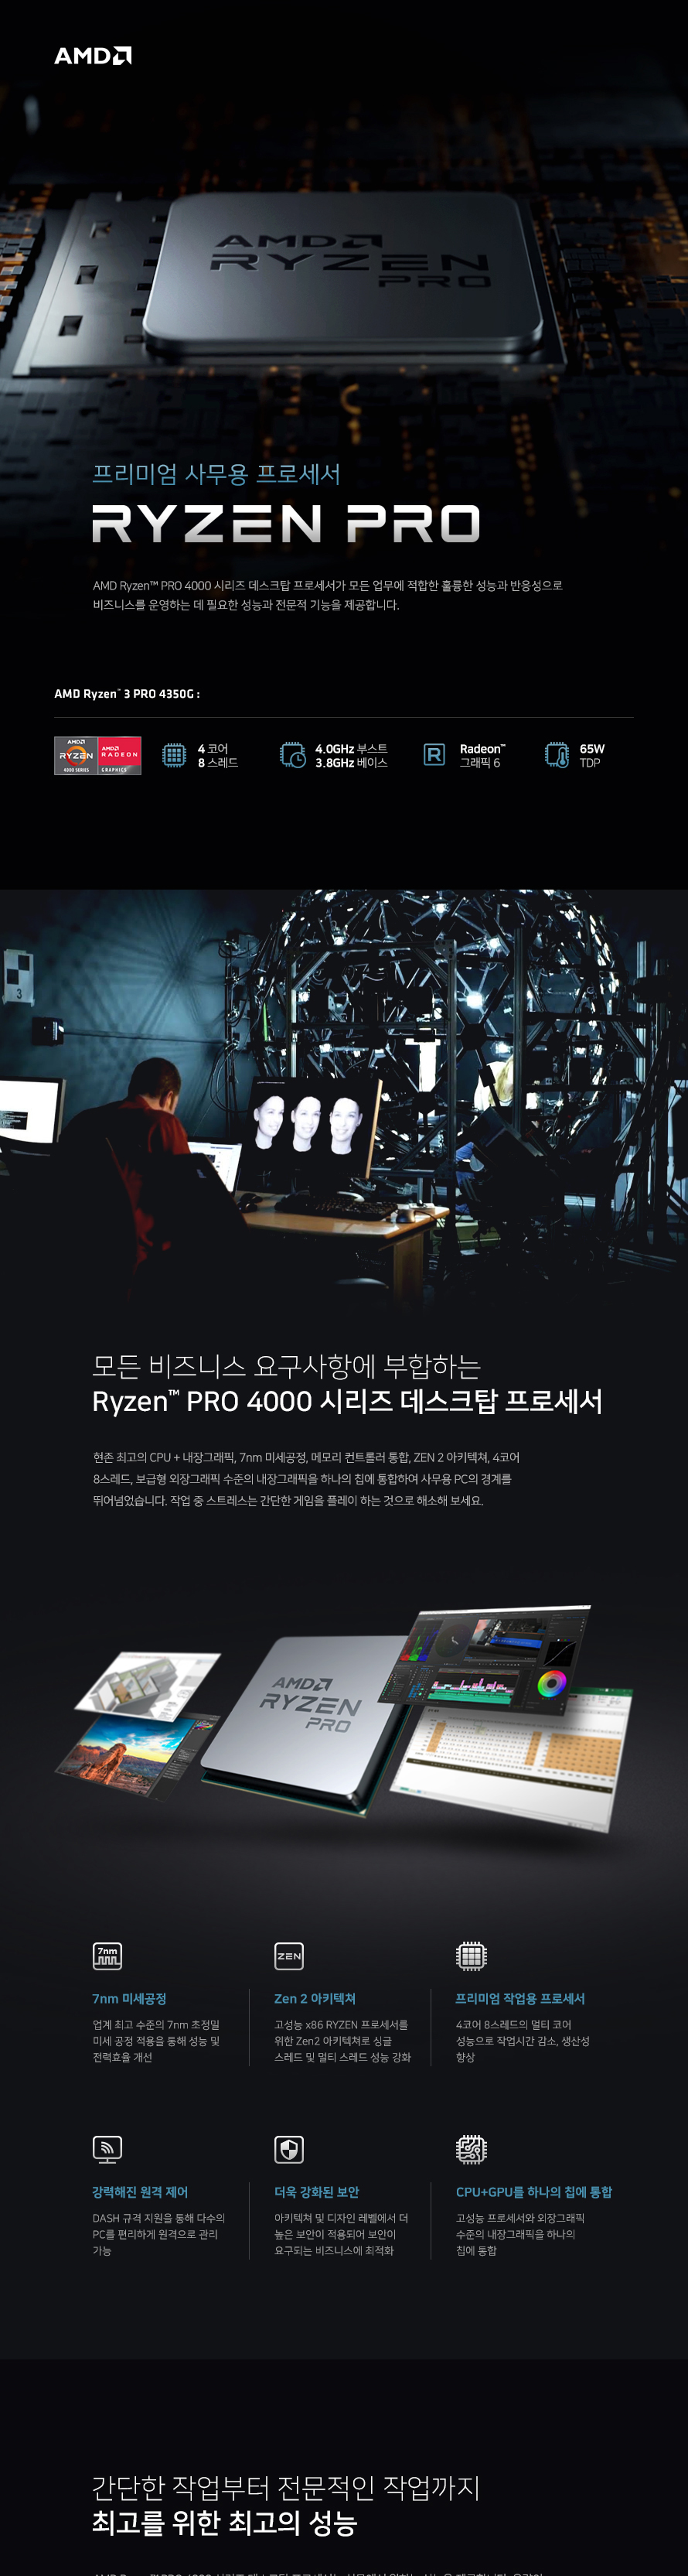 AMD
AMD
RYZEN
PRO
프리미엄 사무용 프로세서
RYZEN PRO
AMD Ryzen™ PRO 4000 시리즈 데스크탑 프로세서가 모든 업무에 적합한 훌륭한 성능과 반응성으로
비즈니스를 운영하는 데 필요한 성능과 전문적 기능을 제공합니다.
AMD Ryzen™ 3 PRO 4350G :
AMD
RYZEN
4000 SERIES
AMD
RADEON
GRAPHICS
4 코어
8 스레드
4.0GHz 부스트
3.8GHz 베이스
R
Radeon™
그래픽 6
65W
TDP
3
모든 비즈니스 요구사항에 부합하는
Ryzen™ PRO 4000 시리즈 데스크탑 프로세서
현존 최고의 CPU + 내장그래픽, 7nm 미세공정, 메모리 컨트롤러 통합, ZEN 2 아키텍쳐, 4코어
8스레드, 보급형 외장그래픽 수준의 내장그래픽을 하나의 칩에 통합하여 사무용 PC의 경계를
뛰어넘었습니다. 작업 중 스트레스는 간단한 게임을 플레이 하는 것으로 해소해 보세요.
AMD
RYZEN
PRO
7nm
7nm 미세공정
업계 최고 수준의 7nm 초정밀
미세 공정 적용을 통해 성능 및
전력효율 개선
ZEN
Zen 2 아키텍쳐
고성능 x86 RYZEN 프로세서를
위한 Zen2 아키텍쳐로 싱글
스레드 및 멀티 스레드 성능 강화
프리미엄 작업용 프로세서
4코어 8스레드의 멀티 코어
성능으로 작업시간 감소, 생산성
향상
강력해진 원격 제어
DASH 규격 지원을 통해 다수의
PC를 편리하게 원격으로 관리
가능
더욱 강화된 보안
아키텍쳐 및 디자인 레벨에서 더
높은 보안이 적용되어 보안이
요구되는 비즈니스에 최적화
CPU+GPU를 하나의 칩에 통합
고성능 프로세서와 외장그래픽
수준의 내장그래픽을 하나의
칩에 통합
간단한 작업부터 전문적인 작업까지
최고를 위한 최고의 성능